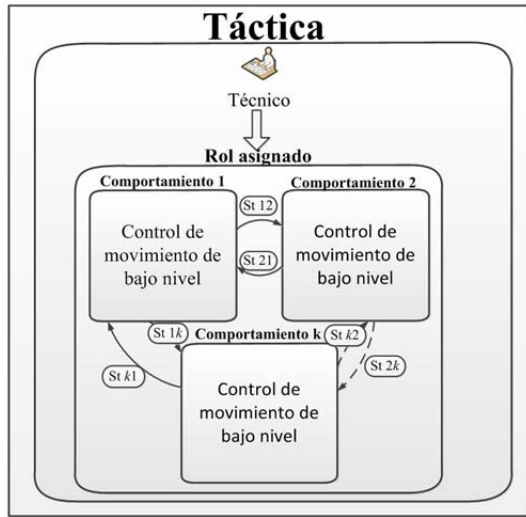 Táctica
Técnico
Rol asignado
Comportamiento 1
Comportamiento 2
St 12
Control de
movimiento de
bajo nivel
Control de
movimiento de
bajo nivel
St 21
St 1k
Comportamiento k
St k2
St k1
St 2k
Control de
movimiento de
bajo nivel